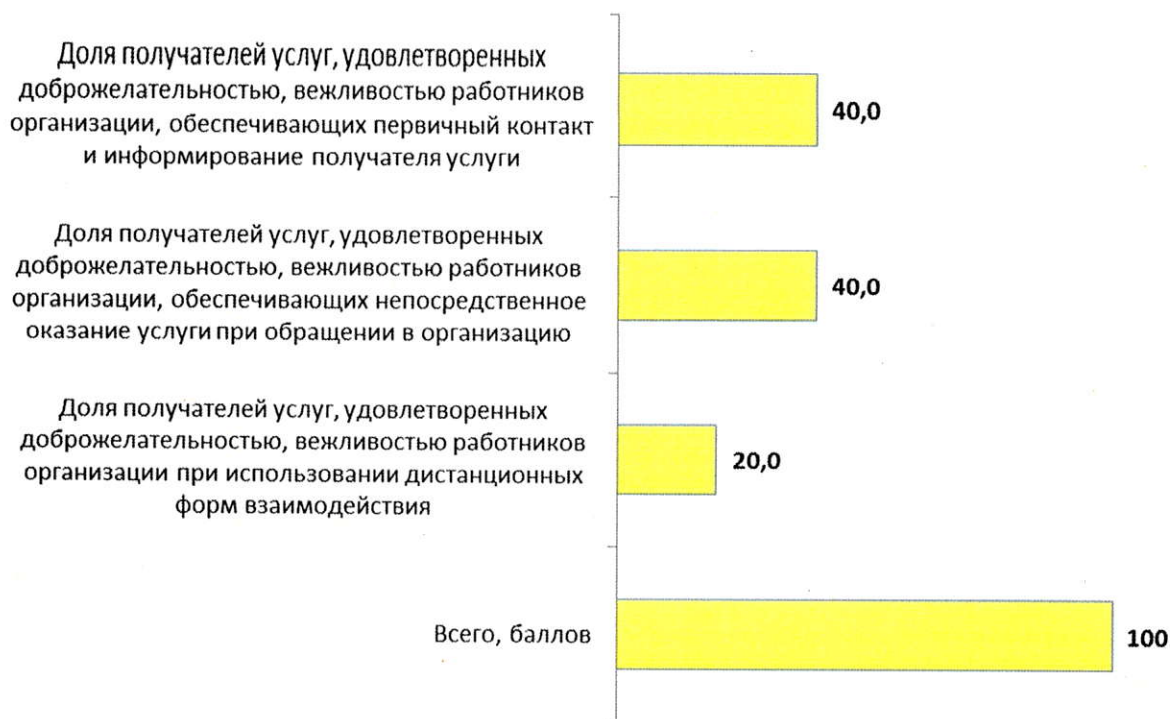 Доля получателей услуг, удовлетворенных
доброжелательностью, вежливостью работников
организации, обеспечивающих первичный контакт
и информирование получателя услуги
40,0
Доля получателей услуг, удовлетворенных
доброжелательностью, вежливостью работников
организации, обеспечивающих непосредственное
оказание услуги при обращении в организацию
40,0
Доля получателей услуг, удовлетворенных
доброжелательностью, вежливостью работников
организации при использовании дистанционных
форм взаимодействия
20,0
Всего, баллов
100